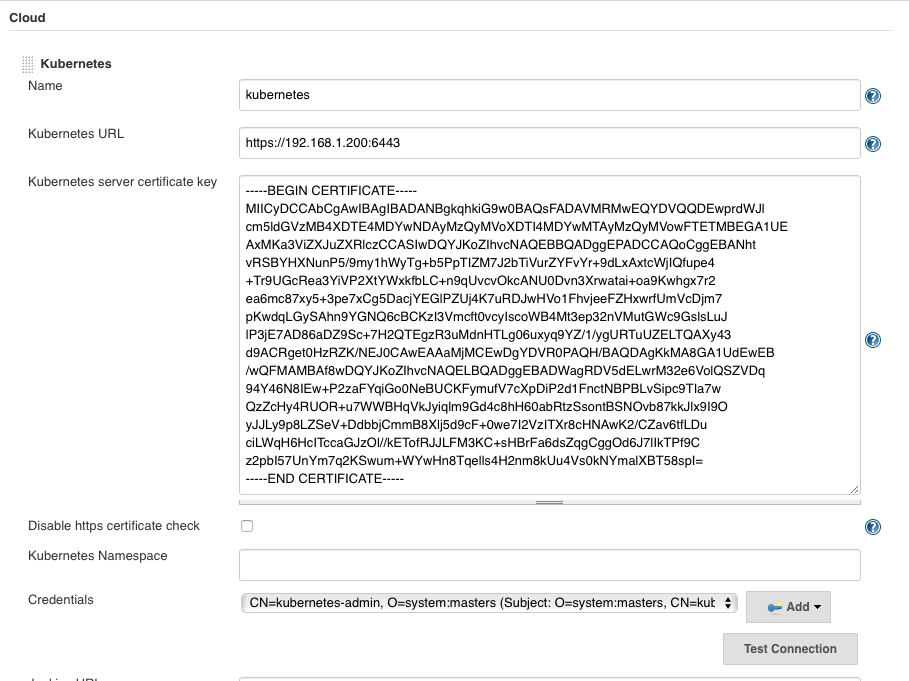 Cloud
Kubernetes
Name
kubernetes
Kubernetes URL
https://192.168.1.200:6443
Kubernetes server certificate key
-----BEGIN CERTIFICATE-----
MIICyDCCAbCgAwIBAgIBADANBgkqhkiG9w0BAQsFADAVMRMwEQYDVQQDEwprdWJl
cm5ldGVzMB4XDTE4MDYwNDAyMzQyMVoXDTI4MDYwMTAyMzQyMVowFTETMBEGA1UE
AxMKa3ViZXJuZXRlczCCASIwDQYJKoZIhvcNAQEBBQADggEPADCCAQoCggEBANht
vRSBYHXNunP5/9my1hWyTg+b5PpTIZM7J2bTiVurZYFvYr+9dLxAxtcWjIQfupe4
+Tr9UGcRea3YiVP2XtYWxkfbLC+n9qUvcvOkcANU0Dvn3Xrwatai+oa9Kwhgx7r2
ea6mc87xy5+3pe7xCg5DacjYEGlPZUj4K7uRDJwHVo1FhvjeeFZHxwrfUmVcDjm7
pKwdqLGySAhn9YGNQ6cBCKzI3Vmcft0vcyIscoWB4Mt3ep32nVMutGWc9GslsLuJ
lP3jE7AD86aDZ9Sc+7H2QTEgzR3uMdnHTLg06uxyq9YZ/1/ygURTuUZELTQAXy43
d9ACRget0HzRZK/NEJ0CAwEAAaMjMCEwDgYDVR0PAQH/BAQDAgKkMA8GA1UdEwEB
/wQFMAMBAf8wDQYJKoZIhvcNAQELBQADggEBADWagRDV5dELwrM32e6VolQSZVDq
94Y46N8IEw+P2zaFYqiGo0NeBUCKFymufV7cXpDiP2d1FnctNBPBLvSipc9Tla7w
QzZcHy4RUOR+u7WWBHqVkJyiqlm9Gd4c8hH60abRtzSsontBSNOvb87kkJlx9I9O
yJJLy9p8LZSeV+DdbbjCmmB8Xlj5d9cF+0we7I2VzITXr8cHNAwK2/CZav6tfLDu
ciLWqH6HcITccaGJzOl//kETofRJJLFM3KC+sHBrFa6dsZqgCggOd6J7lIkTPf9C
z2pbI57UnYm7q2KSwum+WYwHn8Tqells4H2nm8kUu4Vs0kNYmalXBT58spI=
-----END CERTIFICATE-----
Disable https certificate check
Kubernetes Namespace
Credentials
CN=kubernetes-admin, O=system:masters (Subject: O=system:masters, CN=kub
Add
Test Connection